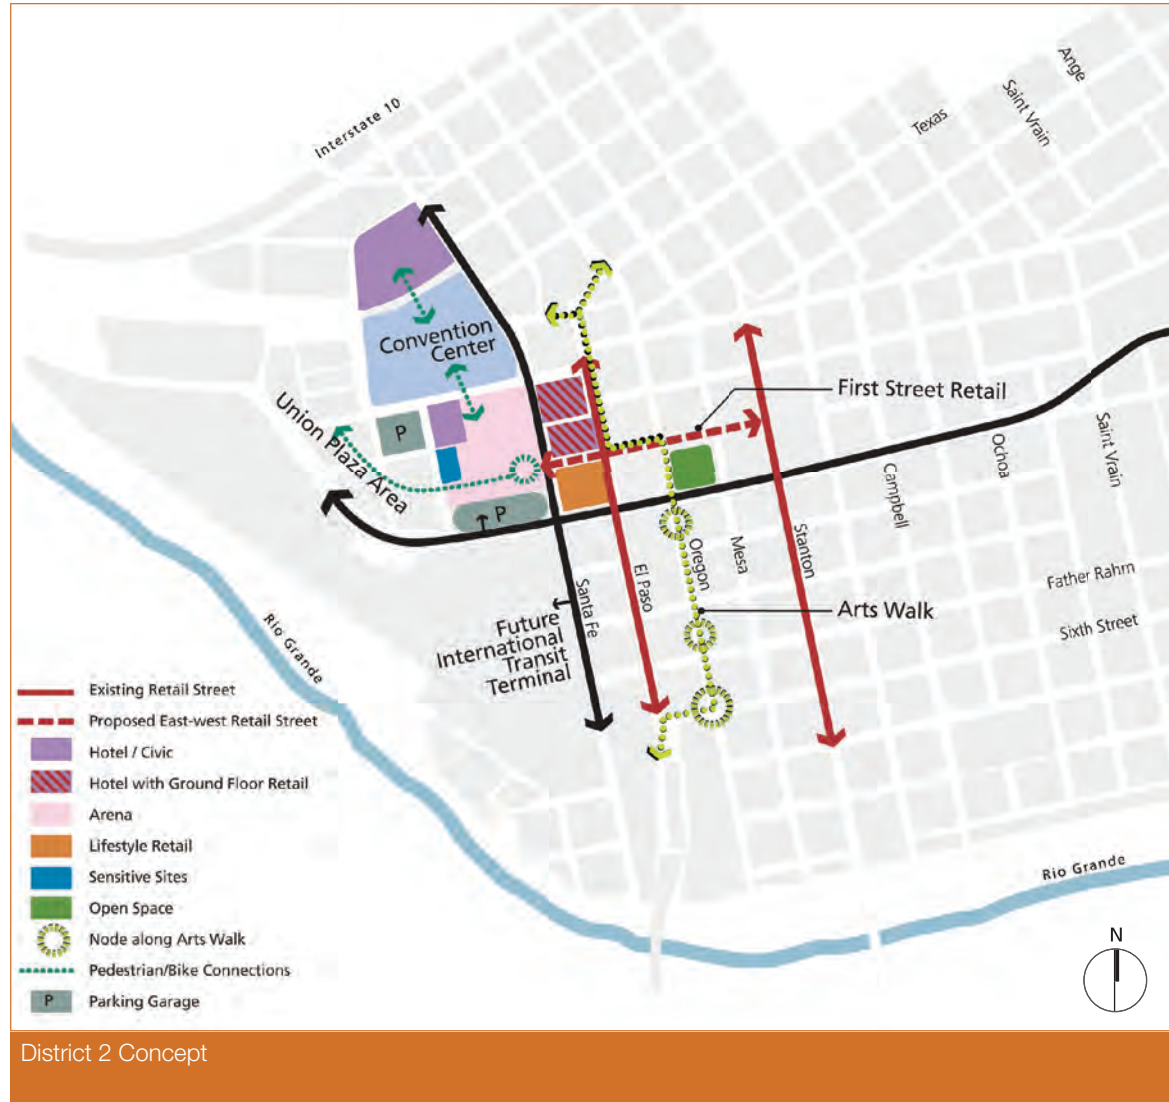 Interstate 10
Texas
Saint Vrain
Ange
Convention
Center
Union Plaza Area
P
P
First Street Retail
Ochoa
Saint Vrain
Campbell
Stanton
Mesa
Oregon
El Paso
Santa Fe
Father Rahm
Sixth Street
Arts Walk
Future
International
Transit
Terminal
Rio Grande
Rio Grande
Existing Retail Street
Proposed East-west Retail Street
Hotel / Civic
Hotel with Ground Floor Retail
Arena
Lifestyle Retail
Sensitive Sites
Open Space
Node along Arts Walk
Pedestrian/Bike Connections
P Parking Garage
N
District 2 Concept